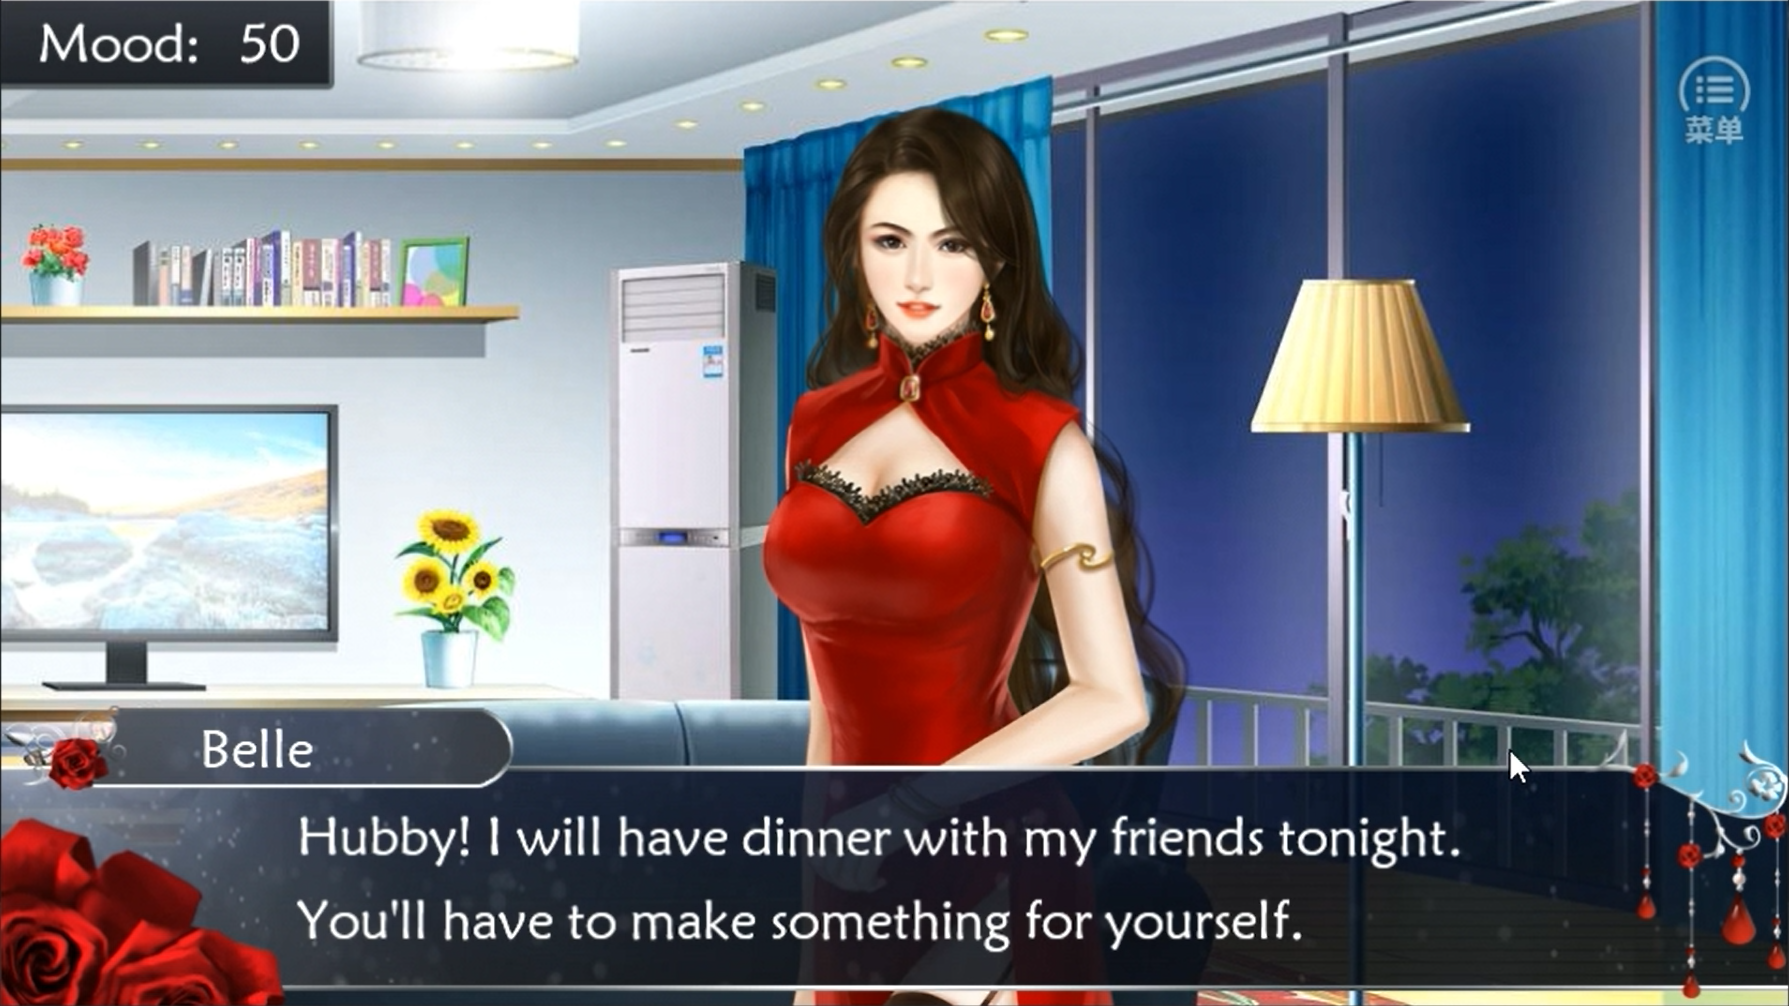 Mood: 50
菜单
Belle
Hubby! I will have dinner with my friends tonight.
You'll have to make something for yourself.